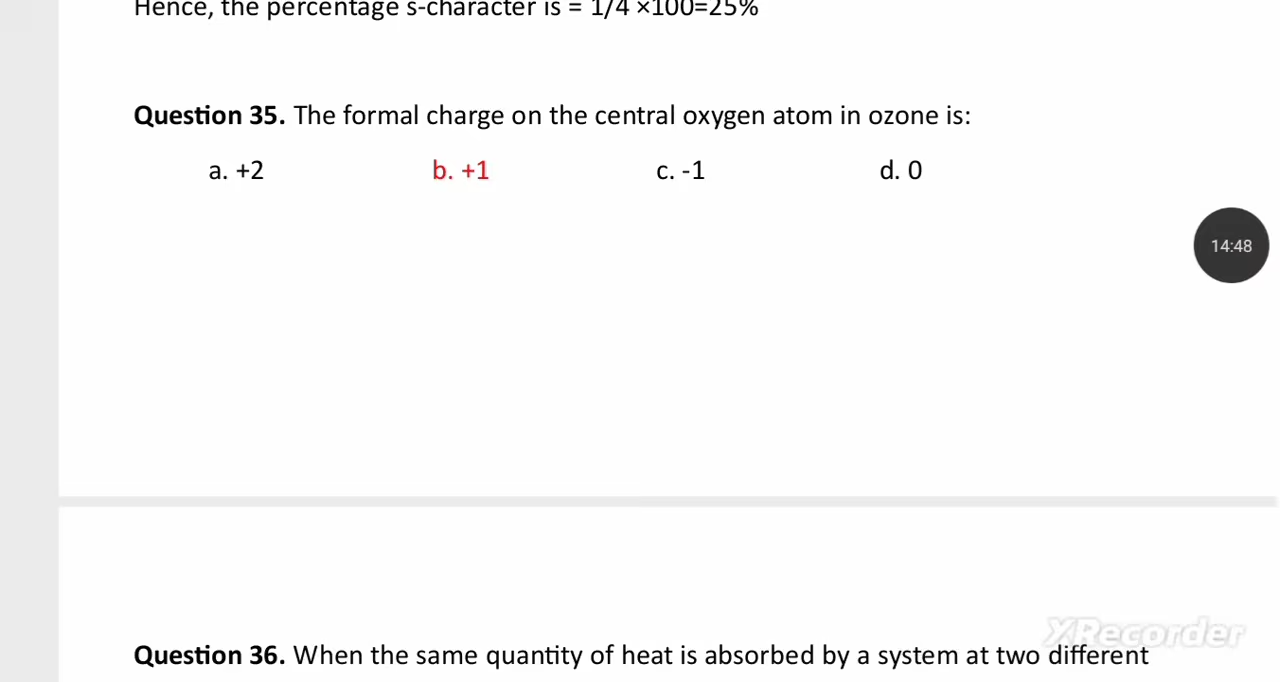 Hence, the percentage s-character is = 1/4 ×100=25%
Question 35. The formal charge on the central oxygen atom in ozone is:
a. +2 b. +1 c. -1 d. 0
14:48
XRecorder
Question 36. When the same quantity of heat is absorbed by a system at two different